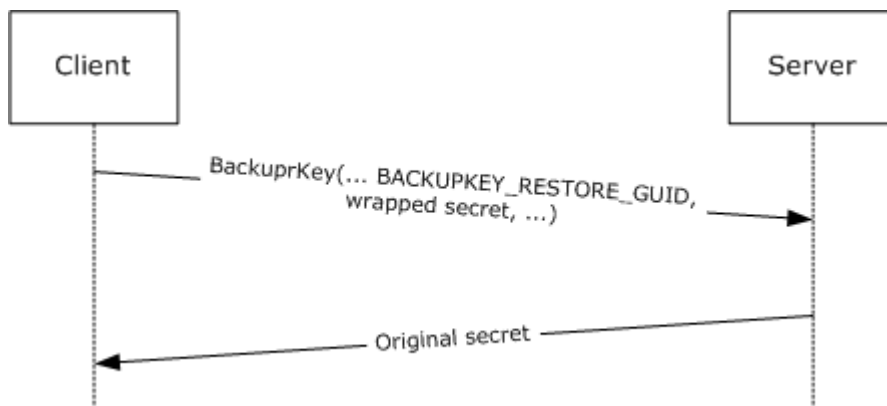 Client
Server
BackuprKey(... BACKUPKEY_RESTORE_GUID,
wrapped secret, ...)
Original secret